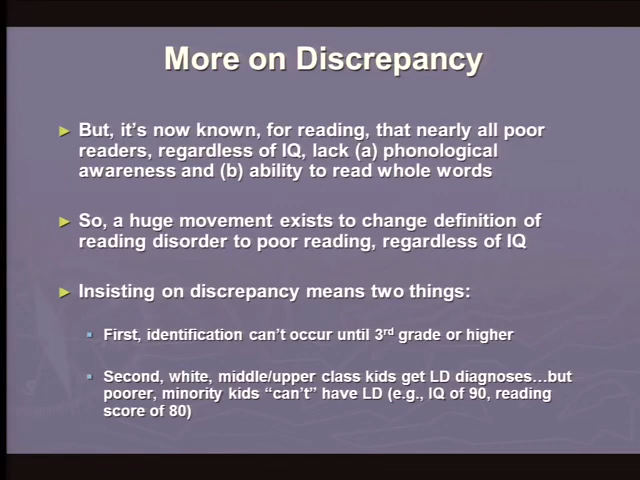 More on Discrepancy
But, it's now known, for reading, that nearly all poor
readers, regardless of IQ, lack (a) phonological
awareness and (b) ability to read whole words
So, a huge movement exists to change definition of
reading disorder to poor reading, regardless of IQ
Insisting on discrepancy means two things:
First, identification can't occur until 3rd grade or higher
Second, white, middle/upper class kids get LD diagnoses…but
poorer, minority kids "can't" have LD (e.g., IQ of 90, reading
score of 80)